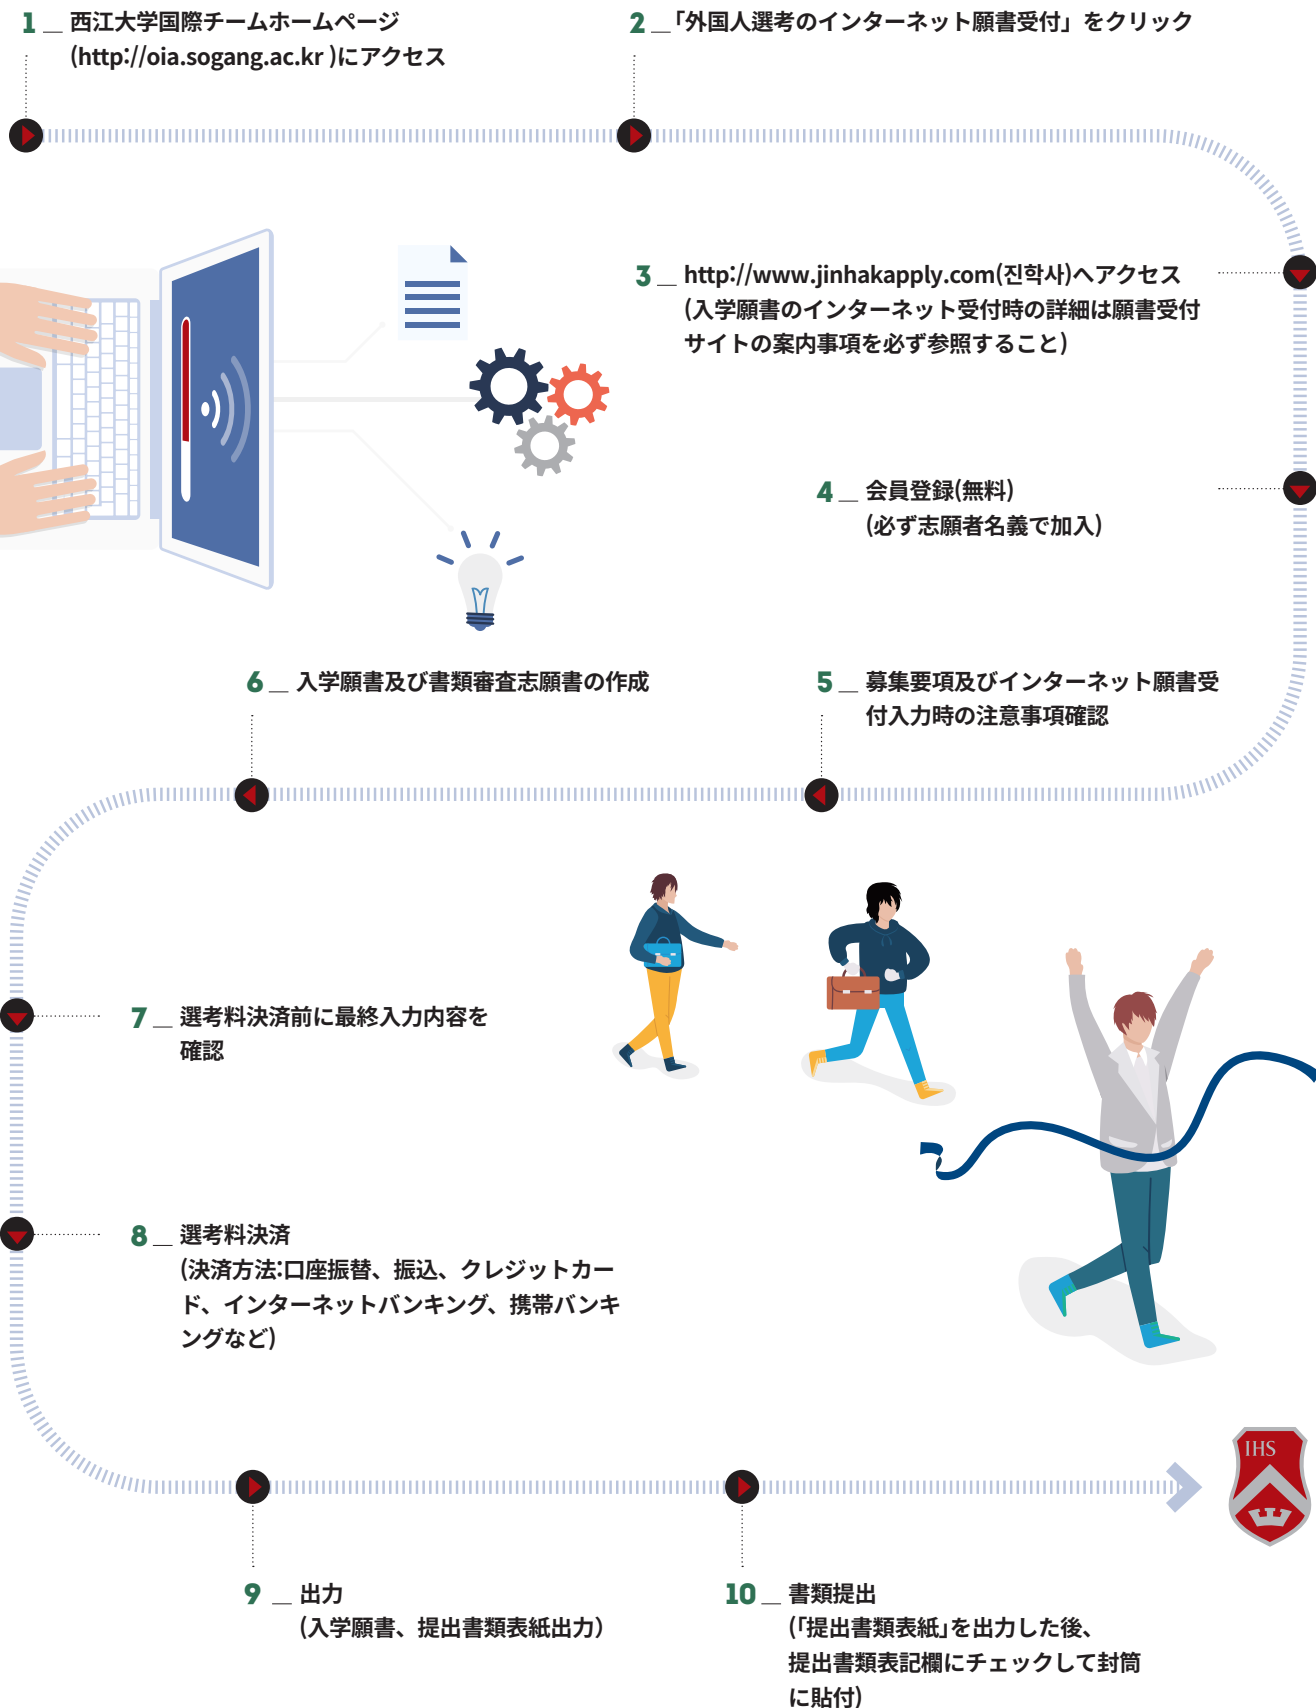 1 _ 西江大学国際チームホームページ
(http://oia.sogang.ac.kr )にアクセス
2 _「外国人選考のインターネット願書受付」をクリック
3 _ http://www.jinhakapply.com(진학사)へアクセス
(入学願書のインターネット受付時の詳細は願書受付
サイトの案内事項を必ず参照すること)
4 _ 会員登録(無料)
(必ず志願者名義で加入)
5 _ 募集要項及びインターネット願書受
付入力時の注意事項確認
6 _ 入学願書及び書類審査志願書の作成
7 _ 選考料決済前に最終入力内容を
確認
8 _ 選考料決済
(決済方法:口座振替、振込、クレジットカー
ド、インターネットバンキング、携帯バンキ
ングなど)
IHS
9 _ 出力
(入学願書、提出書類表紙出力）
10 _ 書類提出
(「提出書類表紙」を出力した後、
提出書類表記欄にチェックして封筒
に貼付)